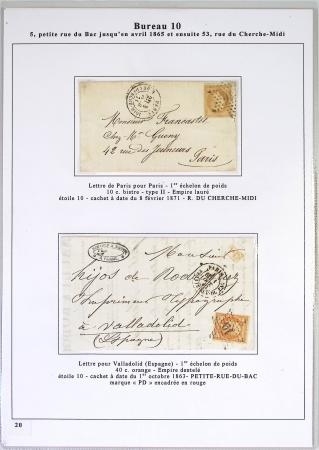 Bureau 10
5, petite rue du Bac jusqu'en avril 1865 et ensuite 53, rue du Cherche-Midi
Monsieur Francastel
Chez Mr Gueny
42 rue des Jeûneurs
Paris
Lettre de Paris pour Paris - 1er échelon de poids
10 c. bistre - type II - Empire lauré
étoile 10 - cachet à date du 8 février 1871 - R. DU CHERCHE-MIDI
Monsieur
hijos de Rodriguez
Imprimeur Typographe
à Valladolid
(Espagne)
Lettre pour Valladolid (Espagne) - 1er échelon de poids
40 c. orange - Empire dentelé
étoile 10 - cachet à date du 1er octobre 1863- PETITE-RUE-DU-BAC
marque « PD » encadrée en rouge
20